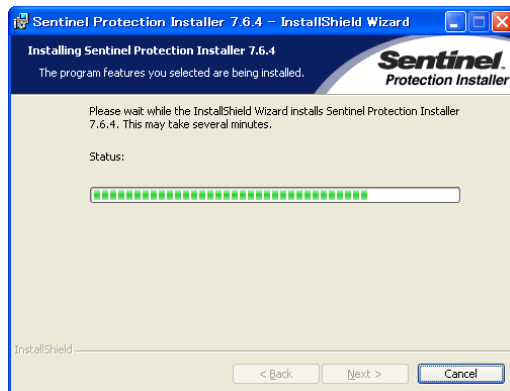 Sentinel Protection Installer 7.6.4 - InstallShield Wizard
Installing Sentinel Protection Installer 7.6.4
The program features you selected are being installed.
Sentinel.
Protection Installer
Please wait while the InstallShield Wizard installs Sentinel Protection Installer
7.6.4. This may take several minutes.
Status:
InstallShield
< Back
Next >
Cancel